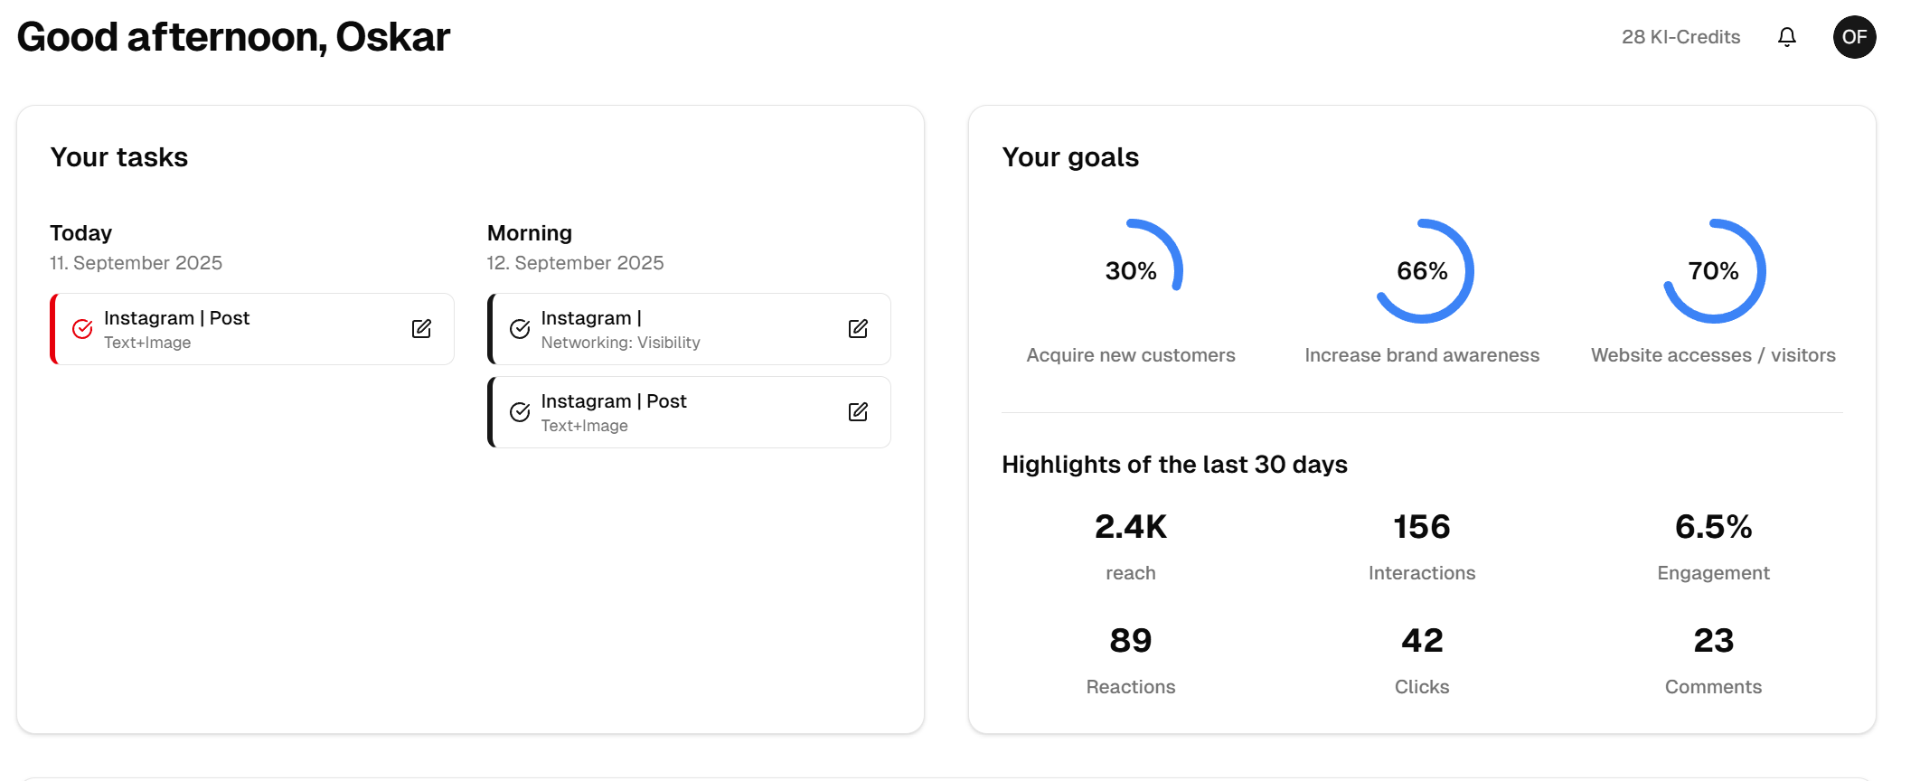 Good afternoon, Oskar
28 KI-Credits
OF
Your tasks
Today
11. September 2025
Instagram | Post
Text+Image
Morning
12. September 2025
Instagram |
Networking: Visibility
Instagram | Post
Text+Image
Your goals
30%
Acquire new customers
66%
Increase brand awareness
70%
Website accesses / visitors
Highlights of the last 30 days
2.4K
reach
156
Interactions
6.5%
Engagement
89
Reactions
42
Clicks
23
Comments